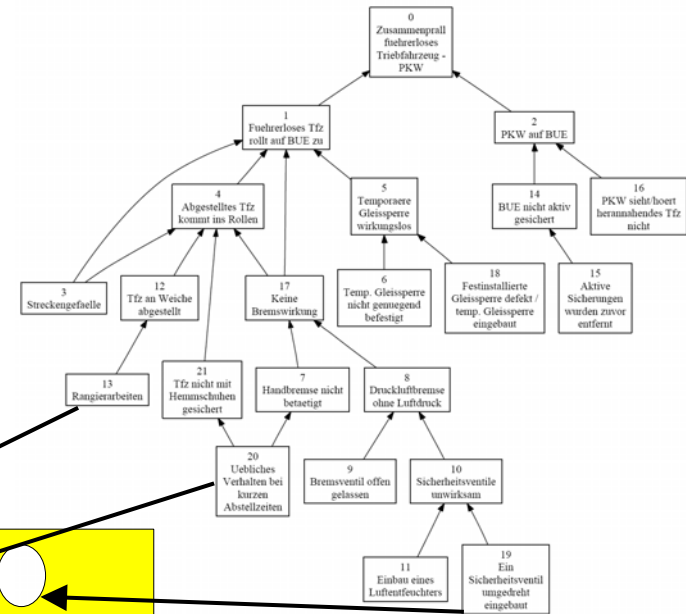 0
Zusammenprall
fuehrerloses
Triebfahrzeug -
PKW
1
Fuehrerloses Tfz
rollt auf BUE zu
2
PKW auf BUE
4
Abgestelltes Tfz
kommt ins Rollen
5
Temporaere
Gleissperre
wirkungslos
14
BUE nicht aktiv
gesichert
16
PKW sieht/hoert
herannahendes Tfz
nicht
3
Streckengefaelle
12
Tfz an Weiche
abgestellt
17
Keine
Bremswirkung
6
Temp. Gleissperre
nicht genuegend
befestigt
18
Festinstallierte
Gleissperre defekt /
temp. Gleissperre
eingebaut
15
Aktive
Sicherungen
wurden zuvor
entfernt
13
Rangierarbeiten
21
Tfz nicht mit
Hemmschuhen
gesichert
7
Handbremse nicht
betaetigt
8
Druckluftbremse
ohne Luftdruck
20
Uebliches
Verhalten bei
kurzen
Abstellzeiten
9
Bremsventil offen
gelassen
10
Sicherheitsventile
unwirksam
11
Einbau eines
Luftentfeuchters
19
Ein
Sicherheitsventil
umgedreht
eingebaut